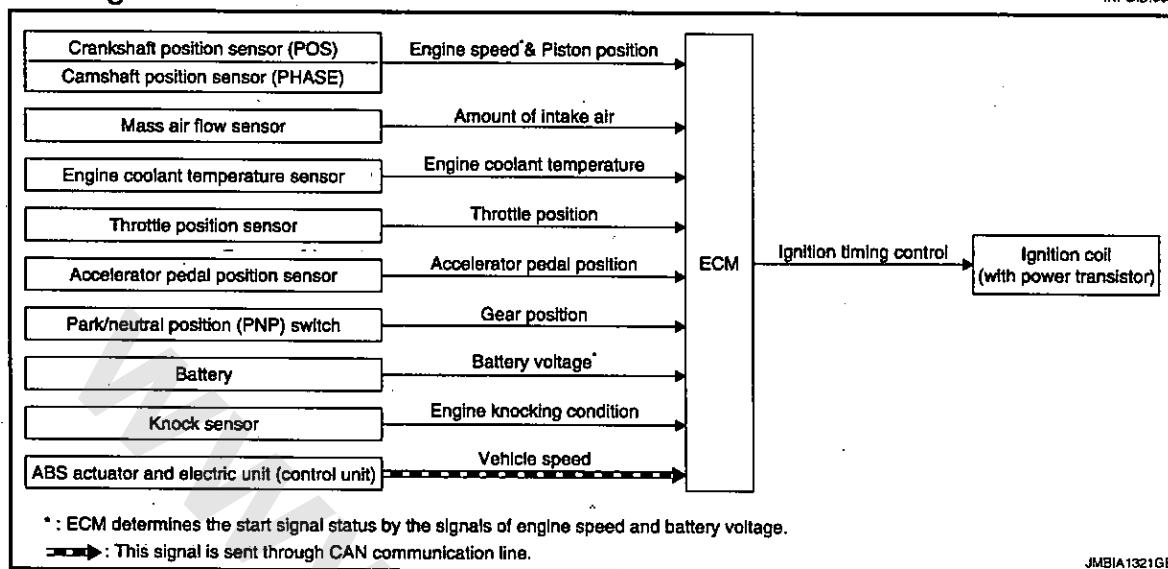 Crankshaft position sensor (POS)
Engine speed* & Piston position
Camshaft position sensor (PHASE)
Mass air flow sensor
Amount of intake air
Engine coolant temperature sensor
Engine coolant temperature
Throttle position sensor
Throttle position
Accelerator pedal position sensor
Accelerator pedal position
ECM
Ignition timing control
Ignition coil
(with power transistor)
Park/neutral position (PNP) switch
Gear position
Battery
Battery voltage*
Knock sensor
Engine knocking condition
ABS actuator and electric unit (control unit)
Vehicle speed
* : ECM determines the start signal status by the signals of engine speed and battery voltage.
: This signal is sent through CAN communication line.
JMBIA1321G